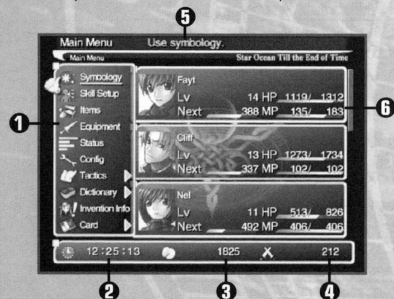 5
Main Menu Use symbology.
Main Menu Star Ocean Till the End of Time
Symbology
Skill Setup
Items
Equipment
Status
Config
Tactics
Dictionary
Invention Info
Card
Fayt
Lv 14 HP 1119/ 1312
Next 388 MP 135/ 183
Cliff
Lv 13 HP 1273/ 1734
Next 337 MP 102/ 102
Nel
Lv 11 HP 513/ 826
Next 492 MP 406/ 406
1
6
12:25:13 1825 212
2 3 4